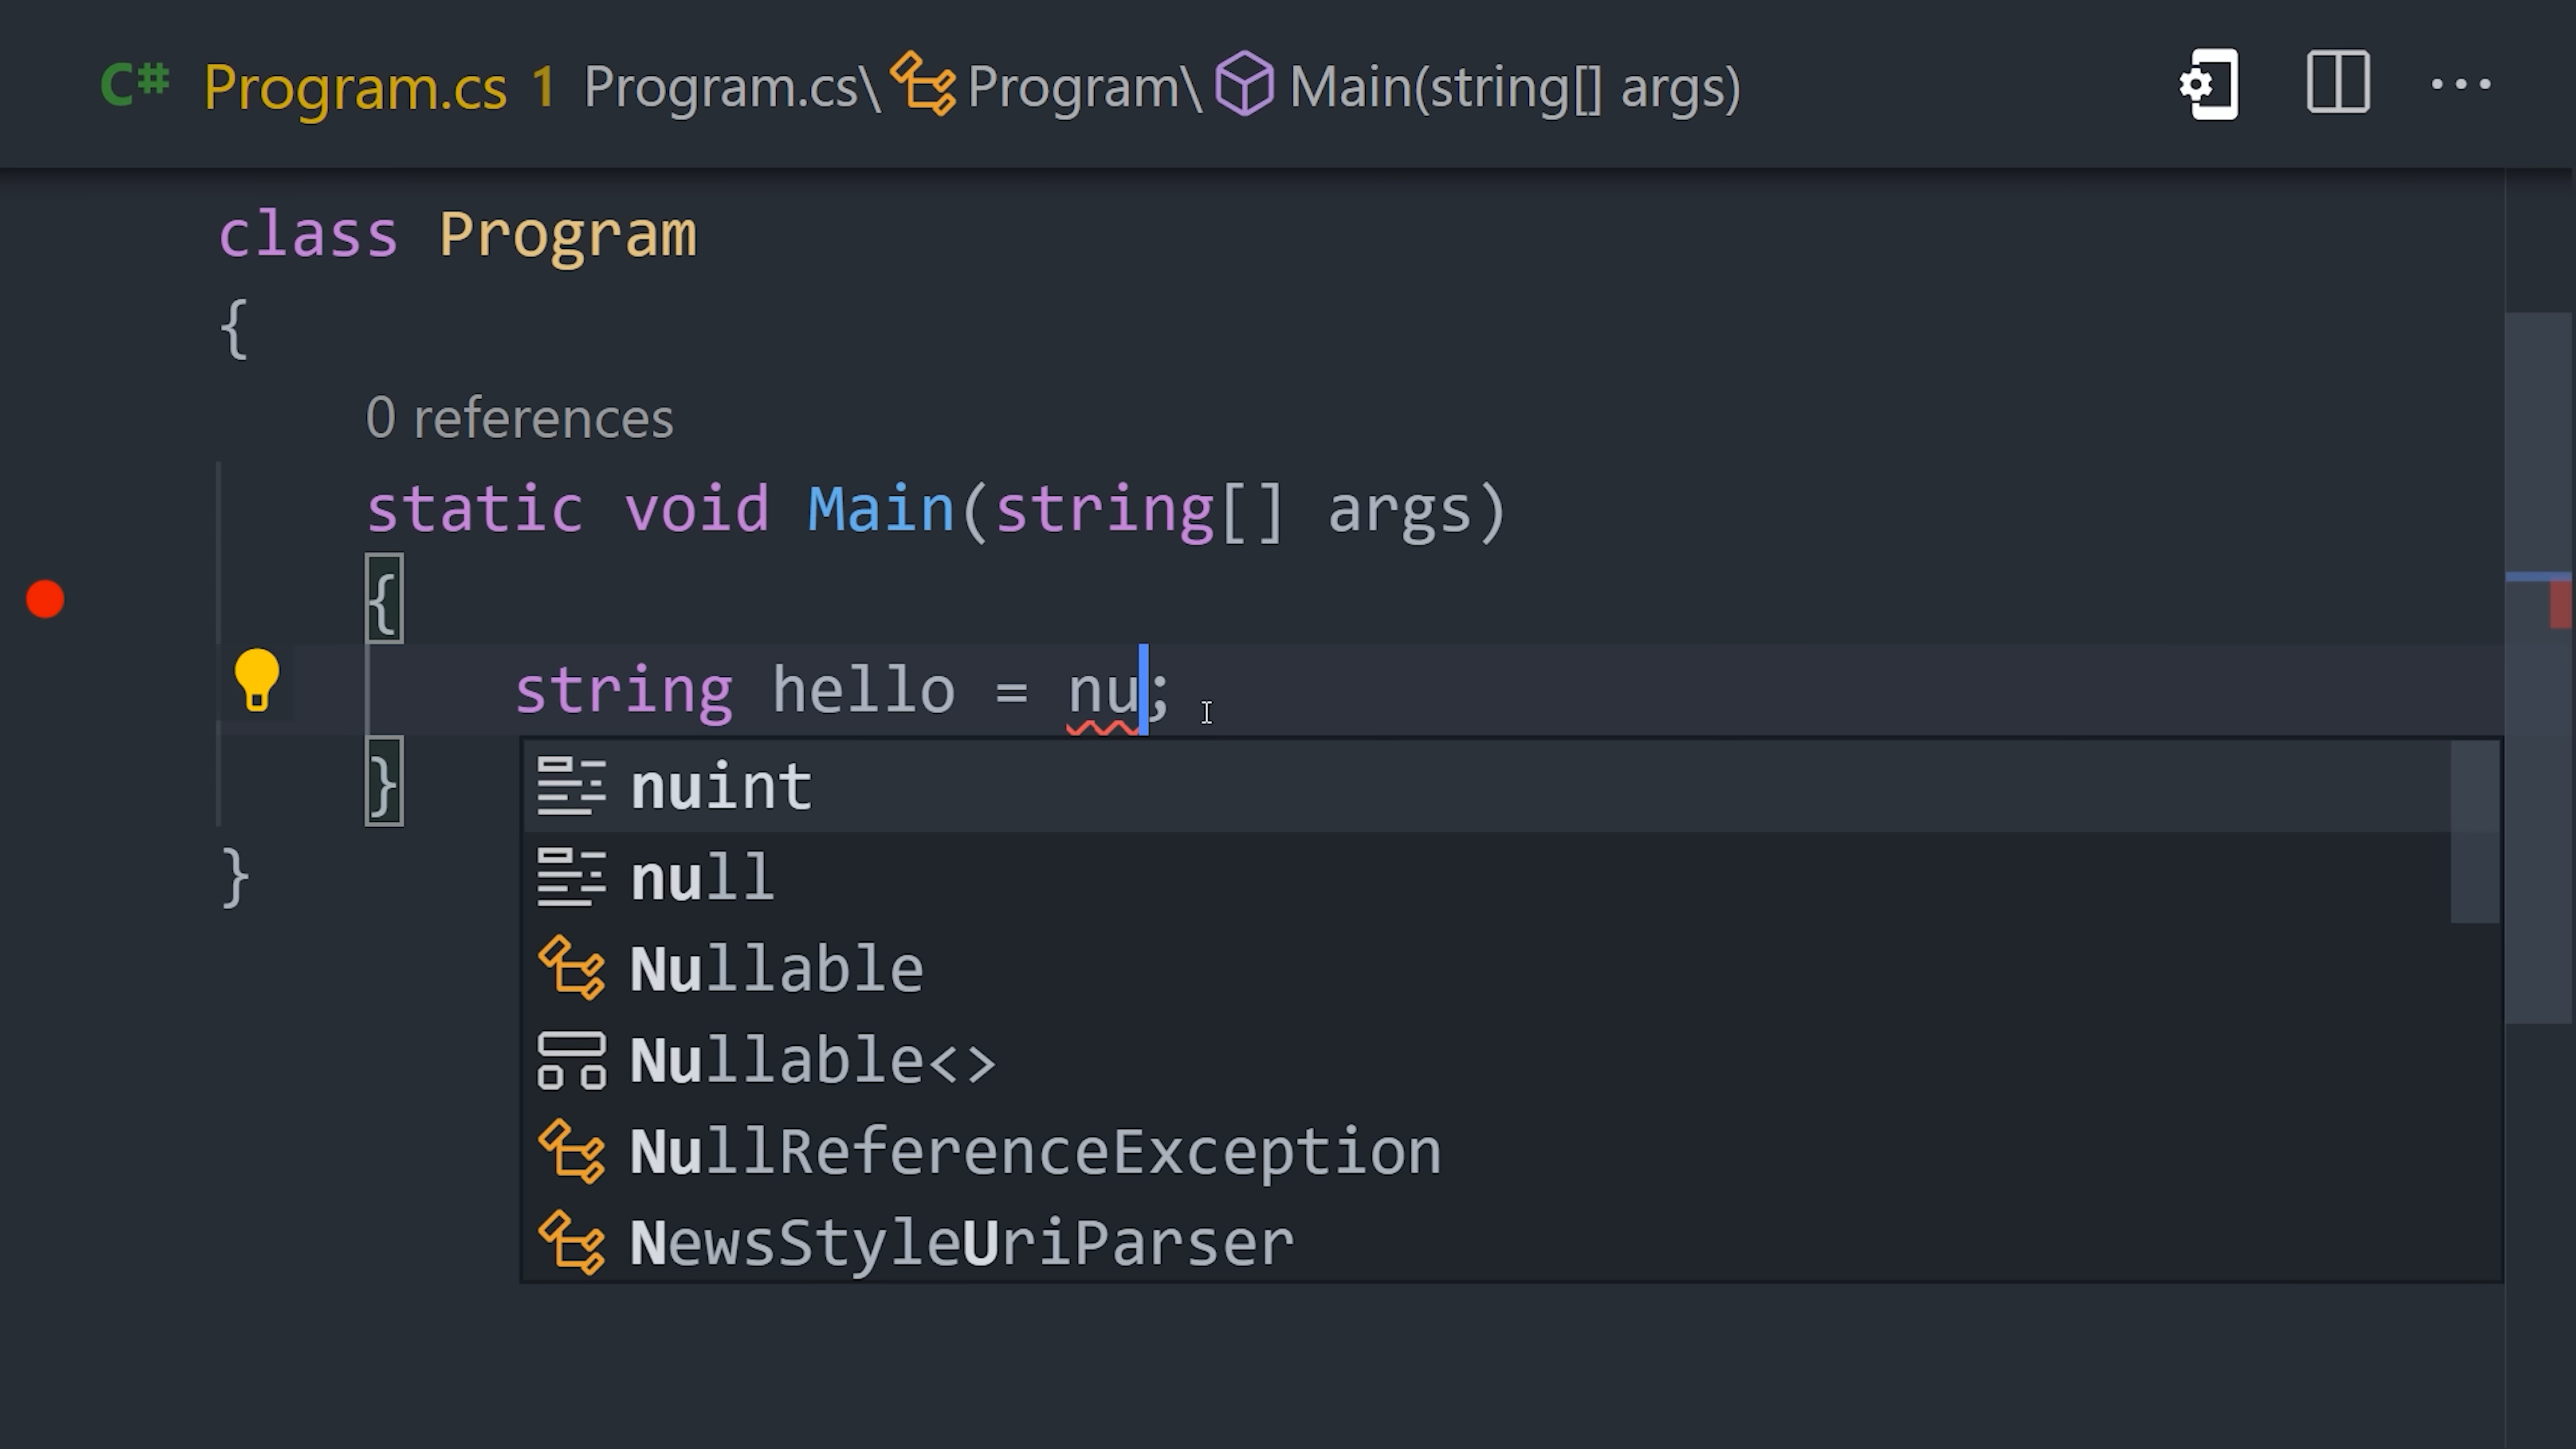 C# Program.cs 1 Program.cs\ Program\ Main(string[] args) ...
class Program
{
0 references
static void Main(string[] args)
{
string hello = nu;
}
}
nuint
null
Nullable
Nullable<>
NullReferenceException
NewsStyleUriParser